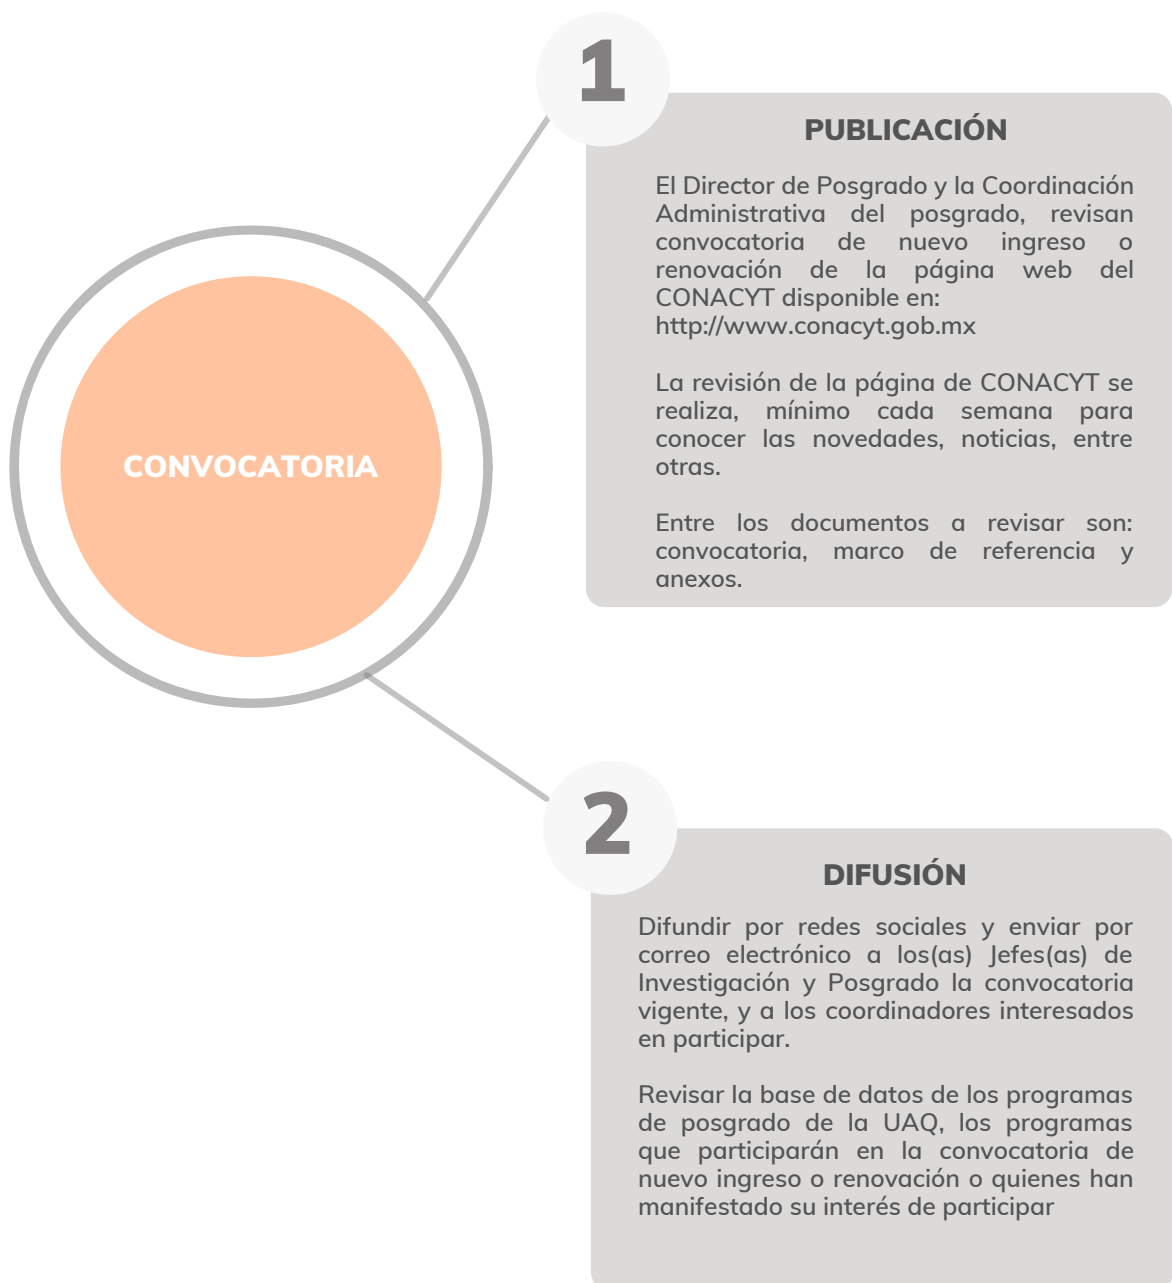 1
PUBLICACIÓN
El Director de Posgrado y la Coordinación
Administrativa del posgrado, revisan
convocatoria de nuevo ingreso o
renovación de la página web del
CONACYT disponible en:
http://www.conacyt.gob.mx
La revisión de la página de CONACYT se
realiza, mínimo cada semana para
conocer las novedades, noticias, entre
otras.
Entre los documentos a revisar son:
convocatoria, marco de referencia y
anexos.
CONVOCATORIA
2
DIFUSIÓN
Difundir por redes sociales y enviar por
correo electrónico a los(as) Jefes(as) de
Investigación y Posgrado la convocatoria
vigente, y a los coordinadores interesados
en participar.
Revisar la base de datos de los programas
de posgrado de la UAQ, los programas
que participarán en la convocatoria de
nuevo ingreso o renovación o quienes han
manifestado su interés de participar